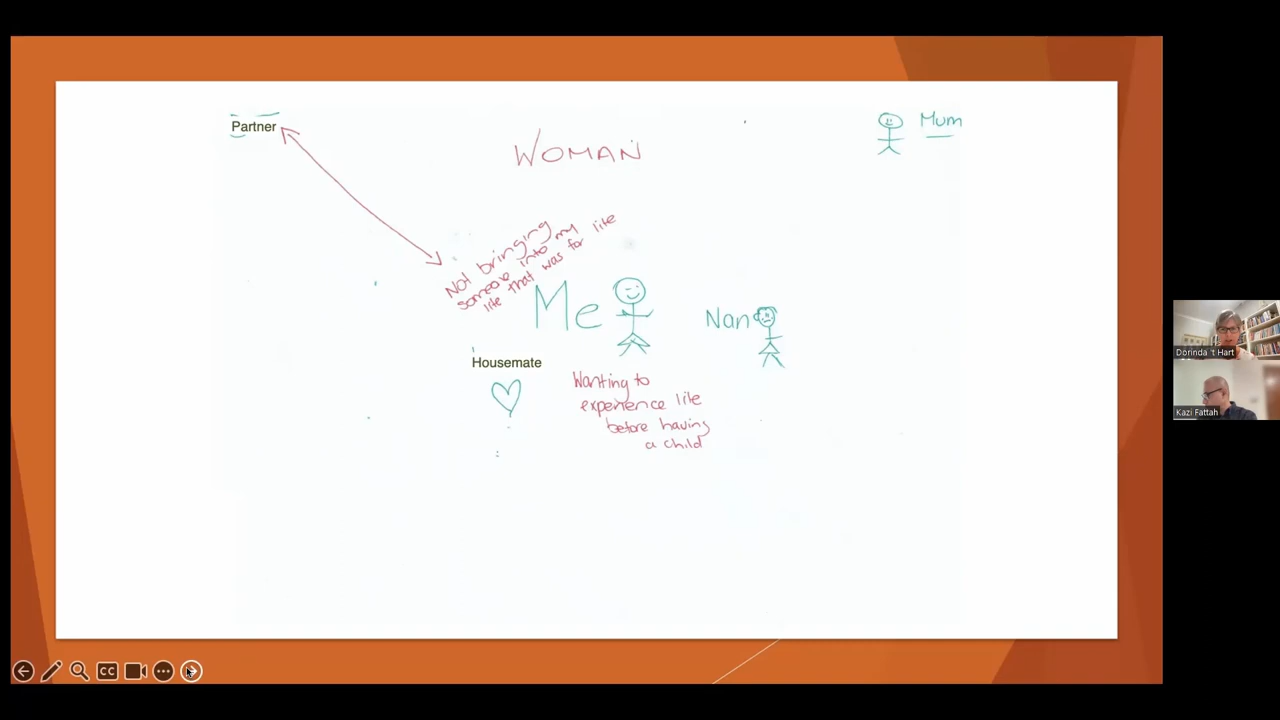 Partner
Mum
WOMAN
Not bringing
someone into my life
life that was for
Me
Nan
Housemate
Wanting to
experience life
before having
a child
CC
Dorinda 't Hart
Kazi Fattah